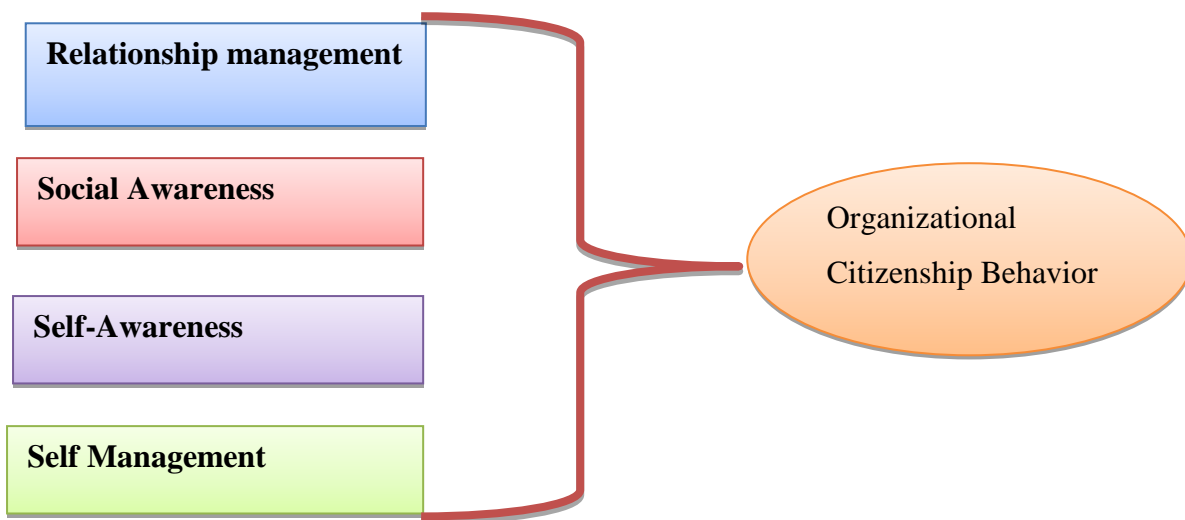 Relationship management
Social Awareness
Self-Awareness
Self Management
Organizational
Citizenship Behavior